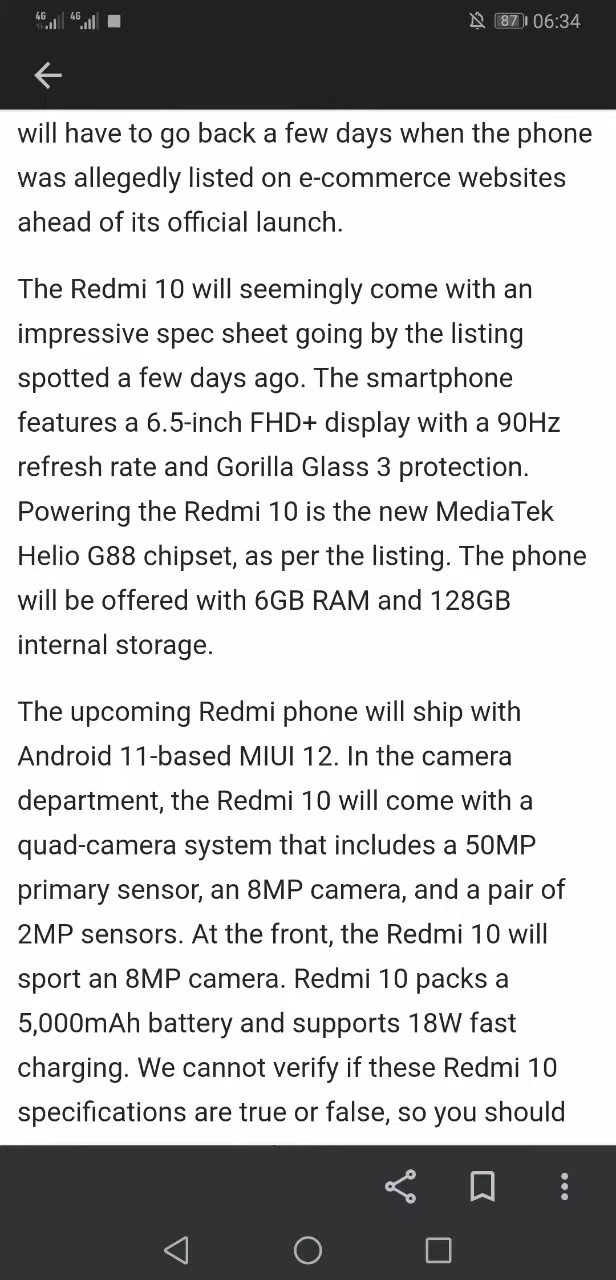 4G 4G 87 06:34
will have to go back a few days when the phone
was allegedly listed on e-commerce websites
ahead of its official launch.
The Redmi 10 will seemingly come with an
impressive spec sheet going by the listing
spotted a few days ago. The smartphone
features a 6.5-inch FHD+ display with a 90Hz
refresh rate and Gorilla Glass 3 protection.
Powering the Redmi 10 is the new MediaTek
Helio G88 chipset, as per the listing. The phone
will be offered with 6GB RAM and 128GB
internal storage.
The upcoming Redmi phone will ship with
Android 11-based MIUI 12. In the camera
department, the Redmi 10 will come with a
quad-camera system that includes a 50MP
primary sensor, an 8MP camera, and a pair of
2MP sensors. At the front, the Redmi 10 will
sport an 8MP camera. Redmi 10 packs a
5,000mAh battery and supports 18W fast
charging. We cannot verify if these Redmi 10
specifications are true or false, so you should